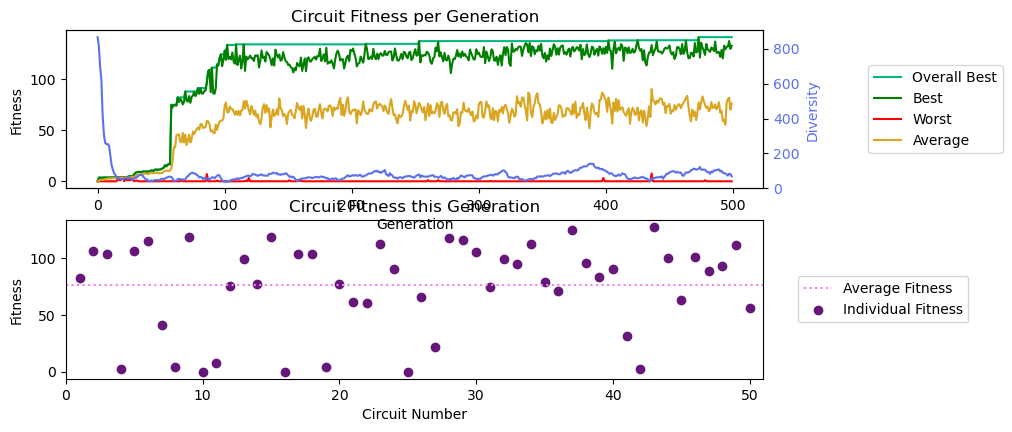 Circuit Fitness per Generation
Fitness
100
50
0
800
600
400
200
0
Diversity
0
100
200
300
400
500
Generation
Overall Best
Best
Worst
Average
Circuit Fitness this Generation
Fitness
100
50
0
0
10
20
30
40
50
Circuit Number
Average Fitness
Individual Fitness